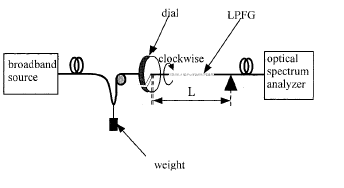 dial
LPFG
clockwise
broadband
source
optical
spectrum
analyzer
L
weight